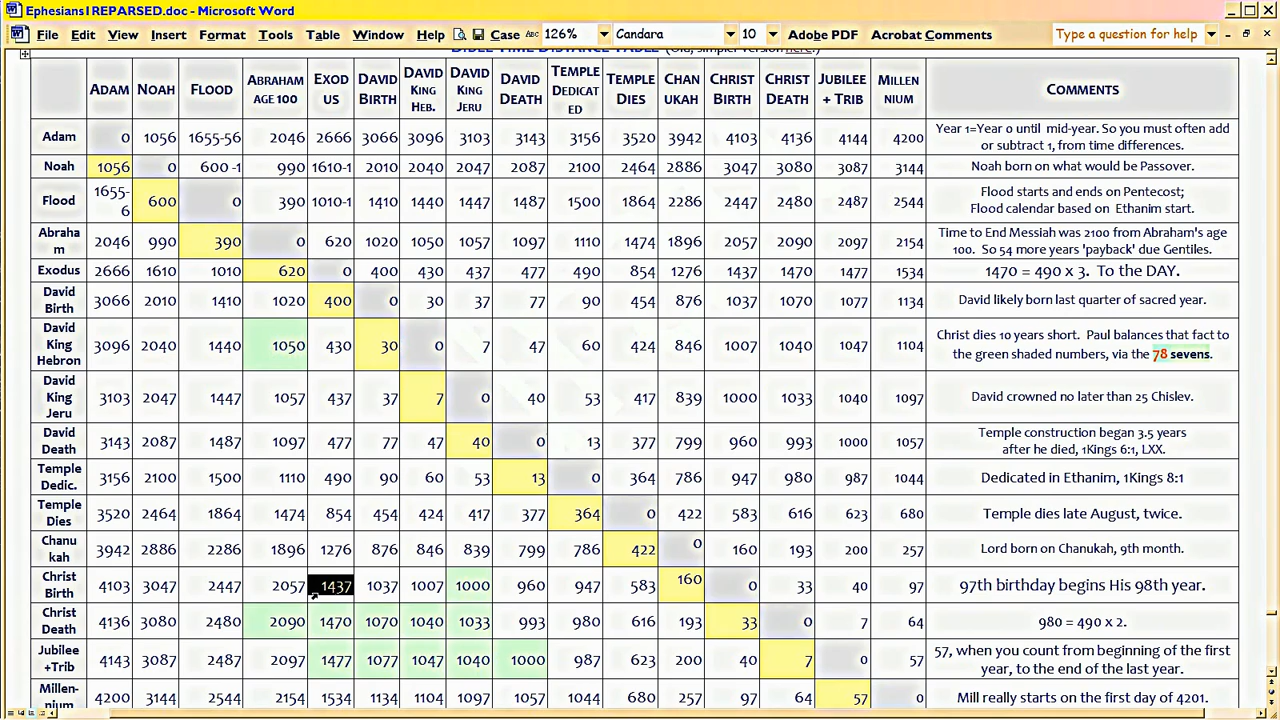 Ephesians1REPARSED.doc - Microsoft Word
File Edit View Insert Format Tools Table Window Help Case 126% Candara 10 Adobe PDF Acrobat Comments Type a question for help
BIBLE TIME DISTANCE TABLE (Old, simpler version here.)
ADAM NOAH FLOOD ABRAHAM AGE 100 EXODUS DAVID BIRTH DAVID KING HEB. DAVID KING JERU DAVID DEATH TEMPLE DEDICATED TEMPLE DIES CHANUKAH CHRIST BIRTH CHRIST DEATH JUBILEE + TRIB MILLENNIUM COMMENTS
Adam 0 1056 1655-56 2046 2666 3066 3096 3103 3143 3156 3520 3942 4103 4136 4144 4200 Year 1=Year 0 until mid-year. So you must often add
or subtract 1, from time differences.
Noah 1056 0 600 -1 990 1610-1 2010 2040 2047 2087 2100 2464 2886 3047 3080 3087 3144 Noah born on what would be Passover.
Flood 1655-6 600 0 390 1010-1 1410 1440 1447 1487 1500 1864 2286 2447 2480 2487 2544 Flood starts and ends on Pentecost;
Flood calendar based on Ethanim start.
Abraham 2046 990 390 0 620 1020 1050 1057 1097 1110 1474 1896 2057 2090 2097 2154 Time to End Messiah was 2100 from Abraham's age
100. So 54 more years 'payback' due Gentiles.
Exodus 2666 1610 1010 620 0 400 430 437 477 490 854 1276 1437 1470 1477 1534 1470 = 490 x 3. To the DAY.
David Birth 3066 2010 1410 1020 400 0 30 37 77 90 454 876 1037 1070 1077 1134 David likely born last quarter of sacred year.
David King Hebron 3096 2040 1440 1050 430 30 0 7 47 60 424 846 1007 1040 1047 1104 Christ dies 10 years short. Paul balances that fact to
the green shaded numbers, via the 78 sevens.
David King Jeru 3103 2047 1447 1057 437 37 7 0 40 53 417 839 1000 1033 1040 1097 David crowned no later than 25 Chislev.
David Death 3143 2087 1487 1097 477 77 47 40 0 13 377 799 960 993 1000 1057 Temple construction began 3.5 years
after he died, 1Kings 6:1, LXX.
Temple Dedic. 3156 2100 1500 1110 490 90 60 53 13 0 364 786 947 980 987 1044 Dedicated in Ethanim, 1Kings 8:1
Temple Dies 3520 2464 1864 1474 854 454 424 417 377 364 0 422 583 616 623 680 Temple dies late August, twice.
Chanukah 3942 2886 2286 1896 1276 876 846 839 799 786 422 0 160 193 200 257 Lord born on Chanukah, 9th month.
Christ Birth 4103 3047 2447 2057 1437 1037 1007 1000 960 947 583 160 0 33 40 97 97th birthday begins His 98th year.
Christ Death 4136 3080 2480 2090 1470 1070 1040 1033 993 980 616 193 33 0 7 64 980 = 490 x 2.
Jubilee +Trib 4143 3087 2487 2097 1477 1077 1047 1040 1000 987 623 200 40 7 0 57 57, when you count from beginning of the first
year, to the end of the last year.
Millen-nium 4200 3144 2544 2154 1534 1134 1104 1097 1057 1044 680 257 97 64 57 0 Mill really starts on the first day of 4201.